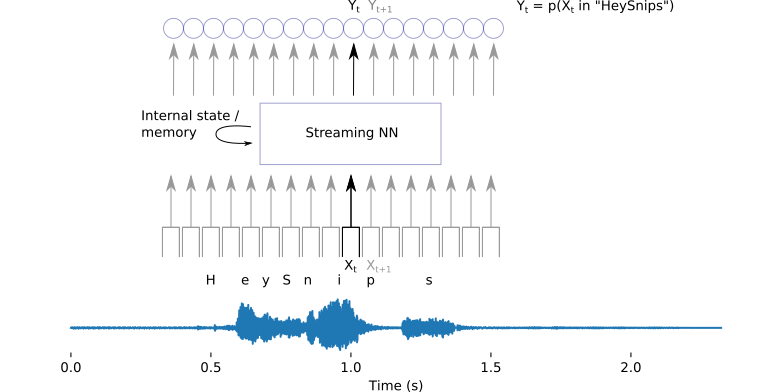 Yₜ Yₜ₊₁ Yₜ = p(Xₜ in "HeySnips")
Internal state /
memory
Streaming NN
Xₜ Xₜ₊₁
H e y S n i p s
0.0 0.5 1.0 1.5 2.0
Time (s)